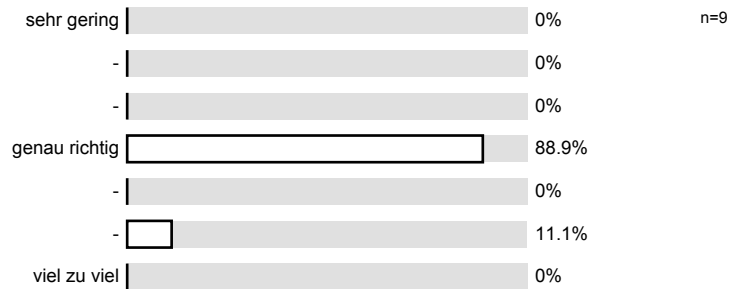 sehr gering 0% n=9
- 0%
- 0%
genau richtig 88.9%
- 0%
- 11.1%
viel zu viel 0%